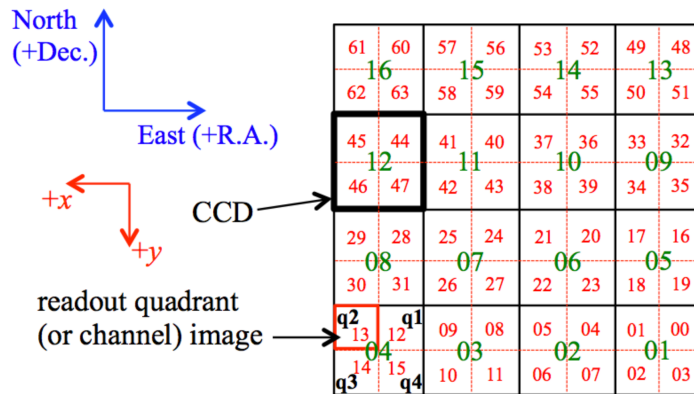 North
(+Dec.)
East (+R.A.)
+x
+y
CCD
readout quadrant
(or channel) image
61 60 57 56 53 52 49 48
16 15 14 13
62 63 58 59 54 55 50 51
45 44 41 40 37 36 33 32
12 11 10 09
46 47 42 43 38 39 34 35
29 28 25 24 21 20 17 16
08 07 06 05
30 31 26 27 22 23 18 19
q2 q1
13 12 09 08 05 04 01 00
04 03 02 01
14 15 10 11 06 07 02 03
q3 q4